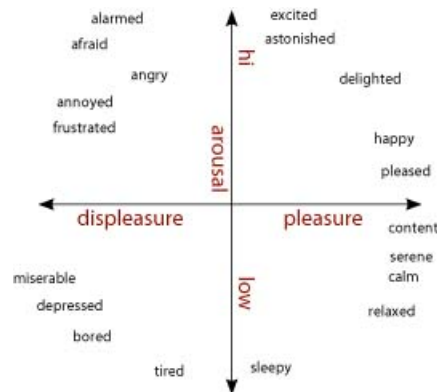 alarmed
excited
afraid
astonished
angry
hi
delighted
annoyed
frustrated
arousal
happy
pleased
displeasure
pleasure
content
serene
miserable
low
calm
depressed
relaxed
bored
tired
sleepy